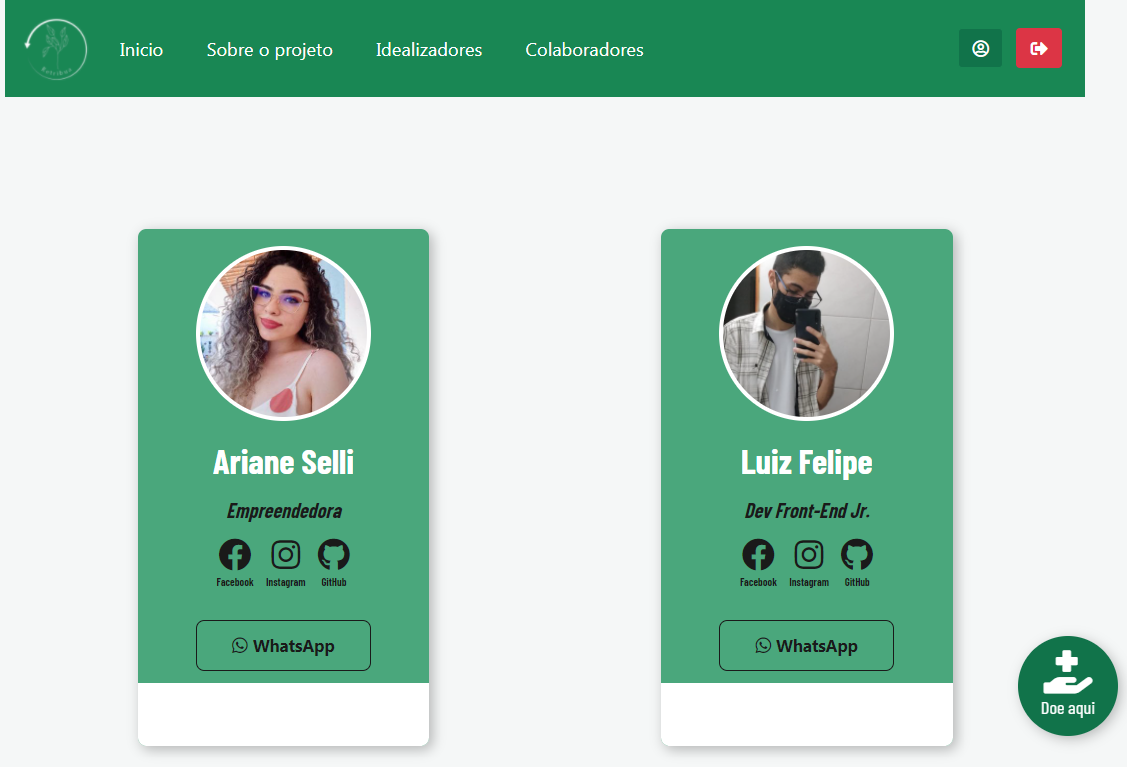 Inicio
Sobre o projeto
Idealizadores
Colaboradores
Ariane Selli
Empreendedora
Facebook Instagram GitHub
WhatsApp
Luiz Felipe
Dev Front-End Jr.
Facebook Instagram GitHub
WhatsApp
Doe aqui